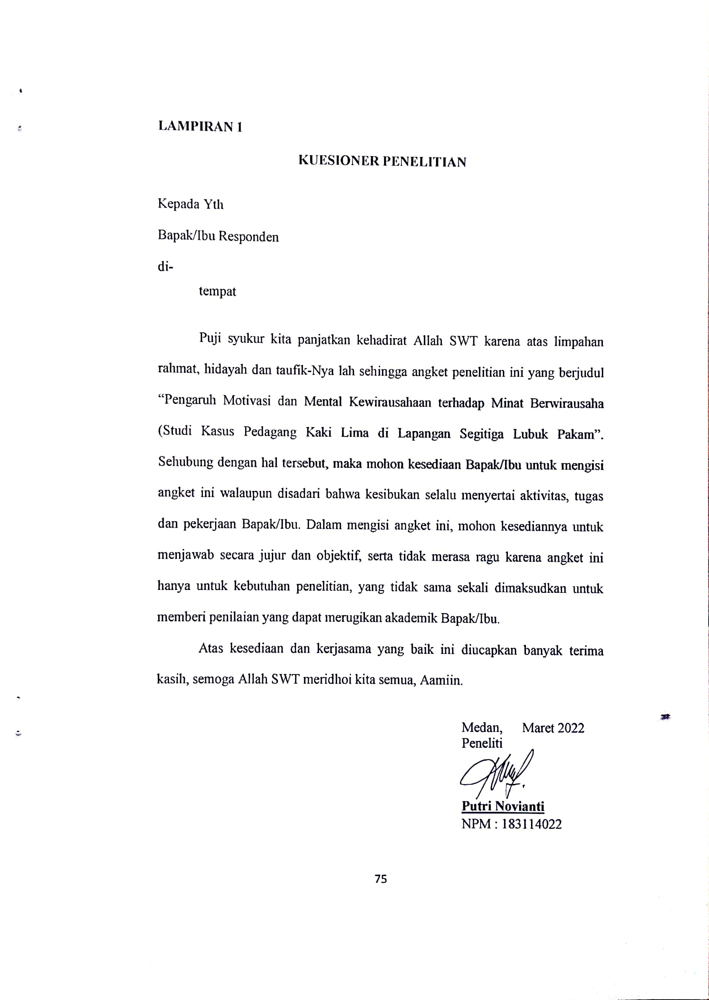 LAMPIRAN 1
KUESIONER PENELITIAN
Kepada Yth
Bapak/Ibu Responden
di-
tempat
Puji syukur kita panjatkan kehadirat Allah SWT karena atas limpahan
rahmat, hidayah dan taufik-Nya lah sehingga angket penelitian ini yang berjudul
“Pengaruh Motivasi dan Mental Kewirausahaan terhadap Minat Berwirausaha
(Studi Kasus Pedagang Kaki Lima di Lapangan Segitiga Lubuk Pakam”.
Sehubung dengan hal tersebut, maka mohon kesediaan Bapak/Ibu untuk mengisi
angket ini walaupun disadari bahwa kesibukan selalu menyertai aktivitas, tugas
dan pekerjaan Bapak/Ibu. Dalam mengisi angket ini, mohon kesediannya untuk
menjawab secara jujur dan objektif, serta tidak merasa ragu karena angket ini
hanya untuk kebutuhan penelitian, yang tidak sama sekali dimaksudkan untuk
memberi penilaian yang dapat merugikan akademik Bapak/Ibu.
Atas kesediaan dan kerjasama yang baik ini diucapkan banyak terima
kasih, semoga Allah SWT meridhoi kita semua, Aamiin.
Medan, Maret 2022
Peneliti
Putri Novianti
NPM : 183114022
75